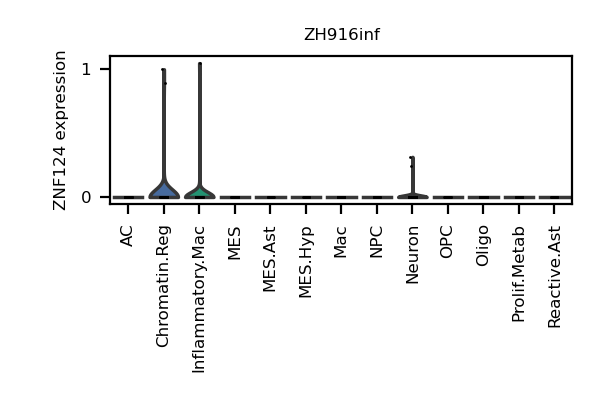 ZH916inf
ZNF124 expression
1
0
AC
Chromatin.Reg
Inflammatory.Mac
MES
MES.Ast
MES.Hyp
Mac
NPC
Neuron
OPC
Oligo
Prolif.Metab
Reactive.Ast